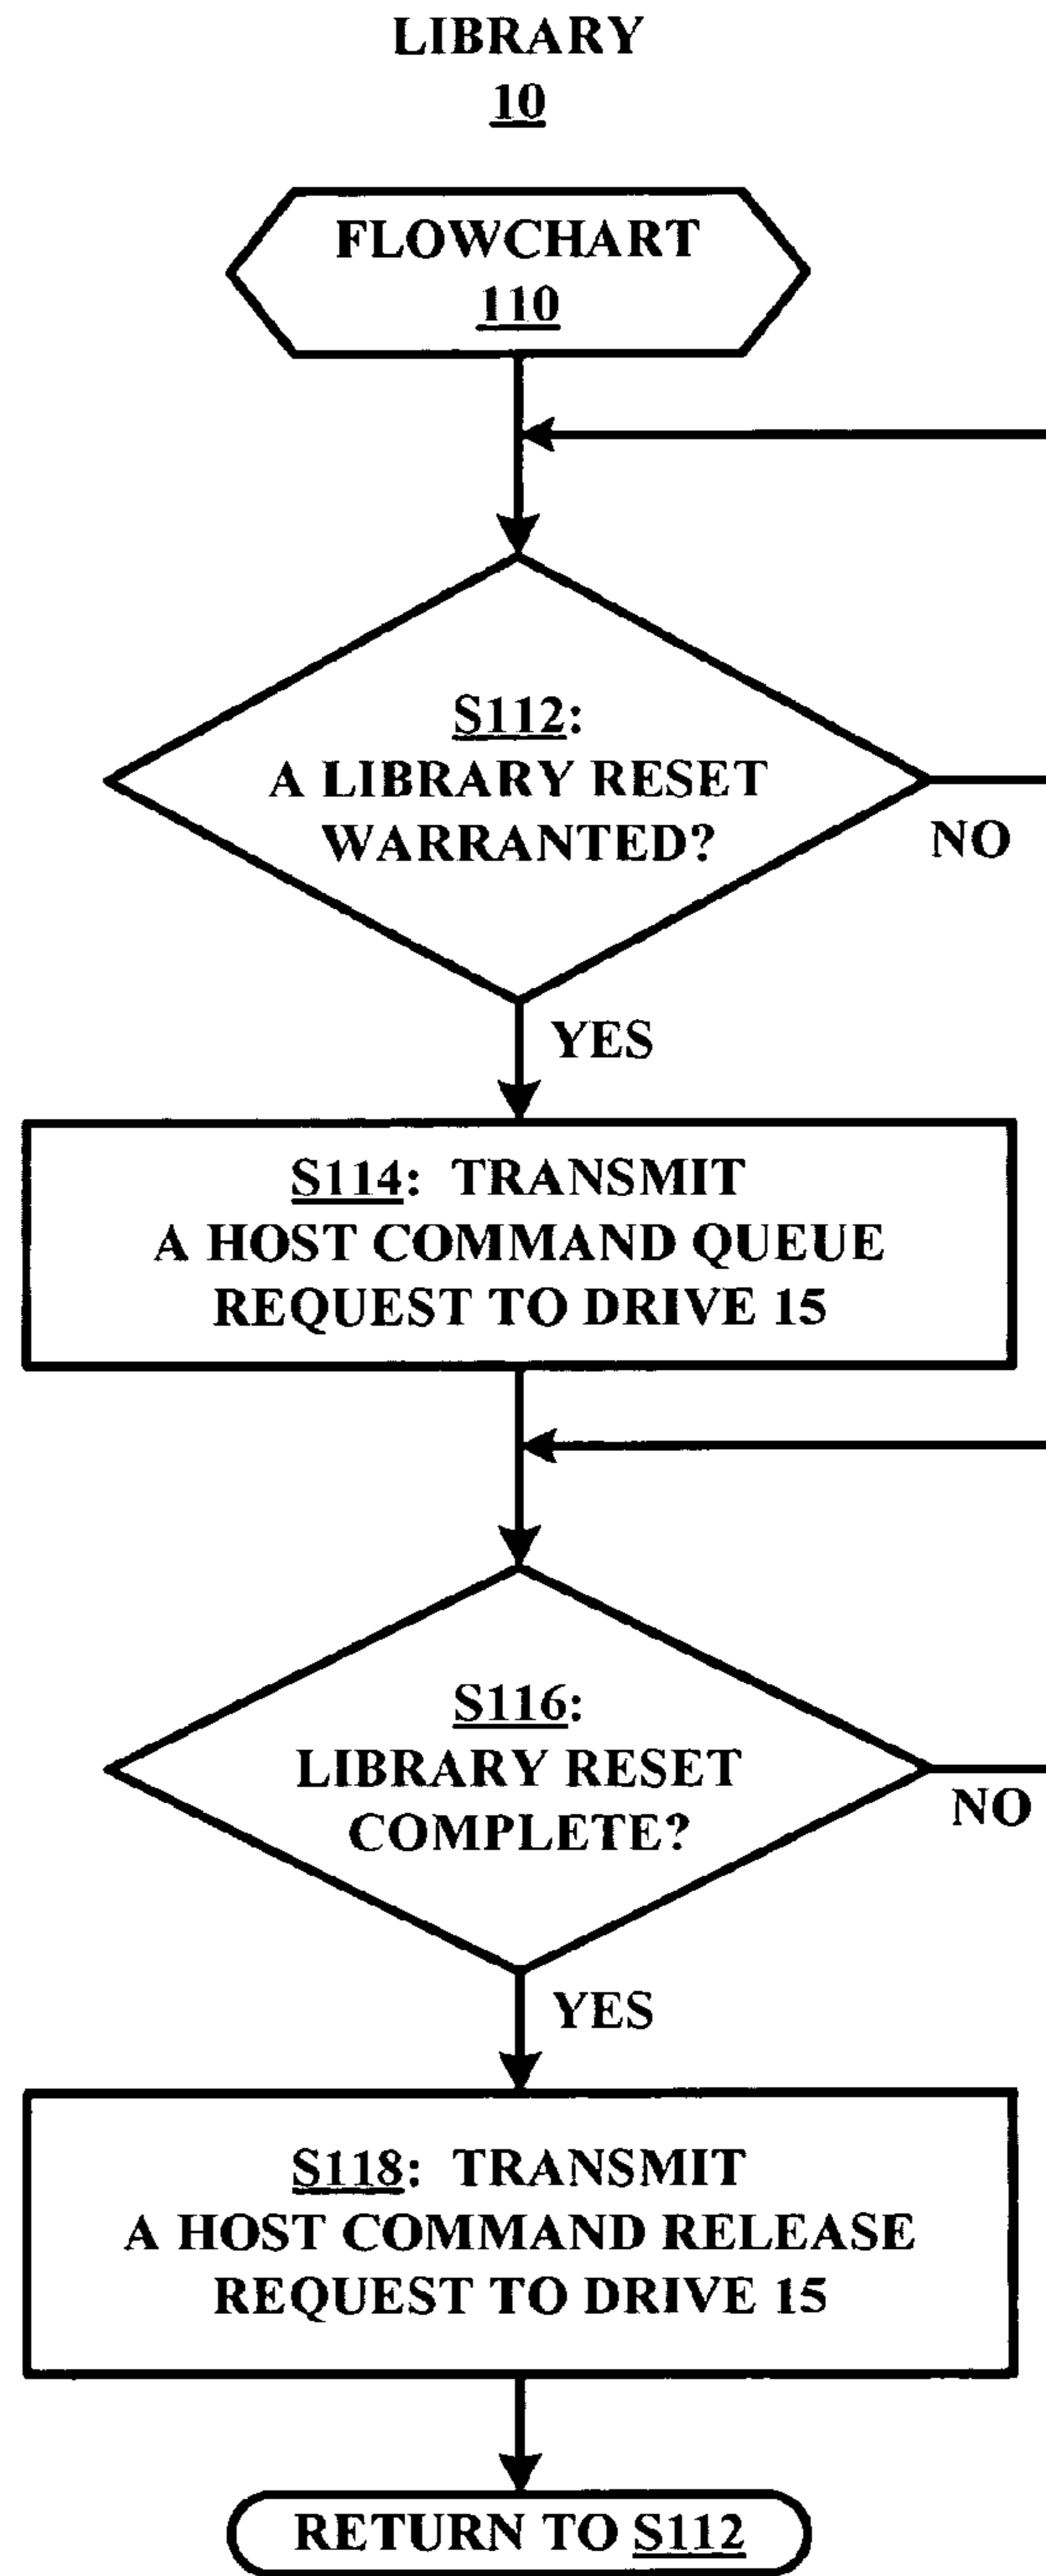 LIBRARY
10
FLOWCHART
110
S112:
A LIBRARY RESET
WARRANTED?
NO
YES
S114: TRANSMIT
A HOST COMMAND QUEUE
REQUEST TO DRIVE 15
S116:
LIBRARY RESET
COMPLETE?
NO
YES
S118: TRANSMIT
A HOST COMMAND RELEASE
REQUEST TO DRIVE 15
RETURN TO S112